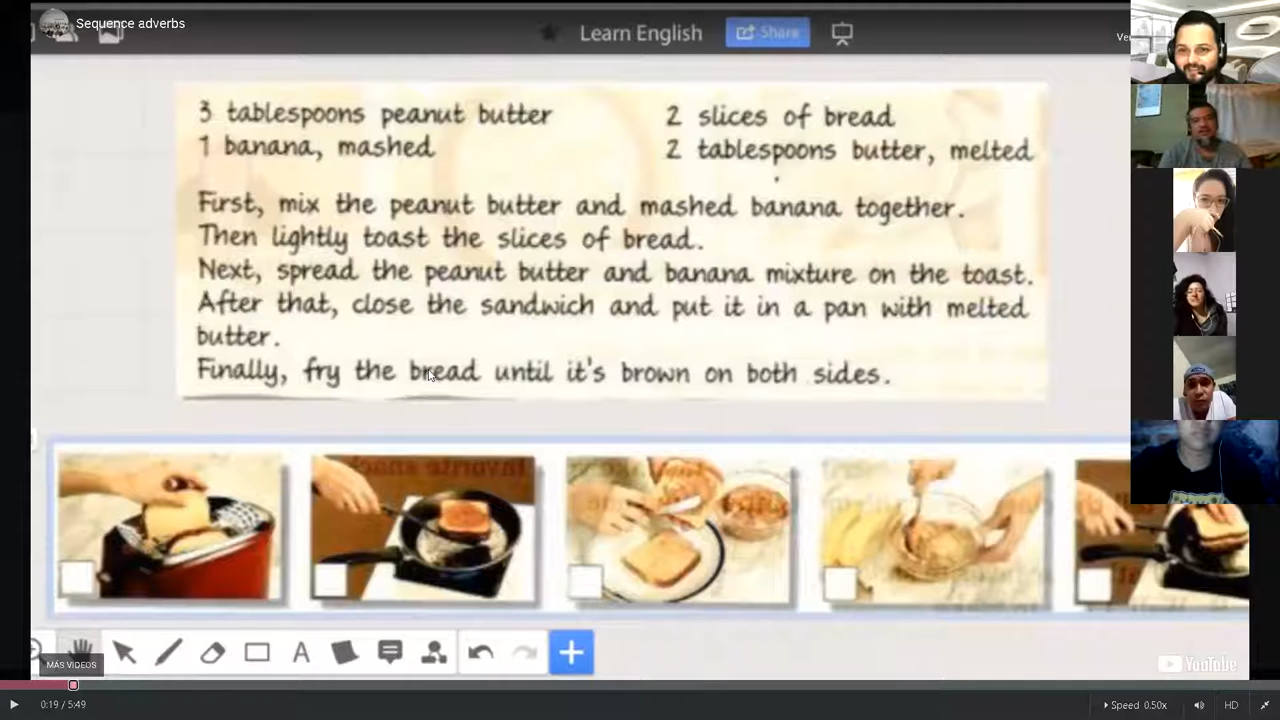 Sequence adverbs
Learn English
Share
3 tablespoons peanut butter
2 slices of bread
1 banana, mashed
2 tablespoons butter, melted
First, mix the peanut butter and mashed banana together.
Then lightly toast the slices of bread.
Next, spread the peanut butter and banana mixture on the toast.
After that, close the sandwich and put it in a pan with melted
butter.
Finally, fry the bread until it's brown on both sides.
A
MÁS VIDEOS
YouTube
0:19 / 5:49
Speed 0.50x
HD